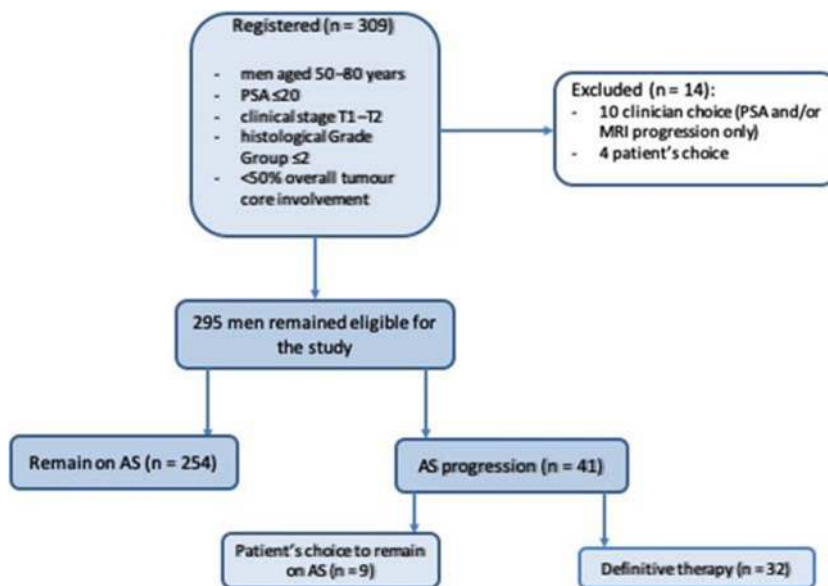 Registered (n = 309)
- men aged 50–80 years
- PSA ≤20
- clinical stage T1–T2
- histological Grade
Group ≤2
- <50% overall tumour
core involvement
Excluded (n = 14):
- 10 clinician choice (PSA and/or
MRI progression only)
- 4 patient's choice
295 men remained eligible for
the study
Remain on AS (n = 254)
AS progression (n = 41)
Patient's choice to remain
on AS (n = 9)
Definitive therapy (n = 32)